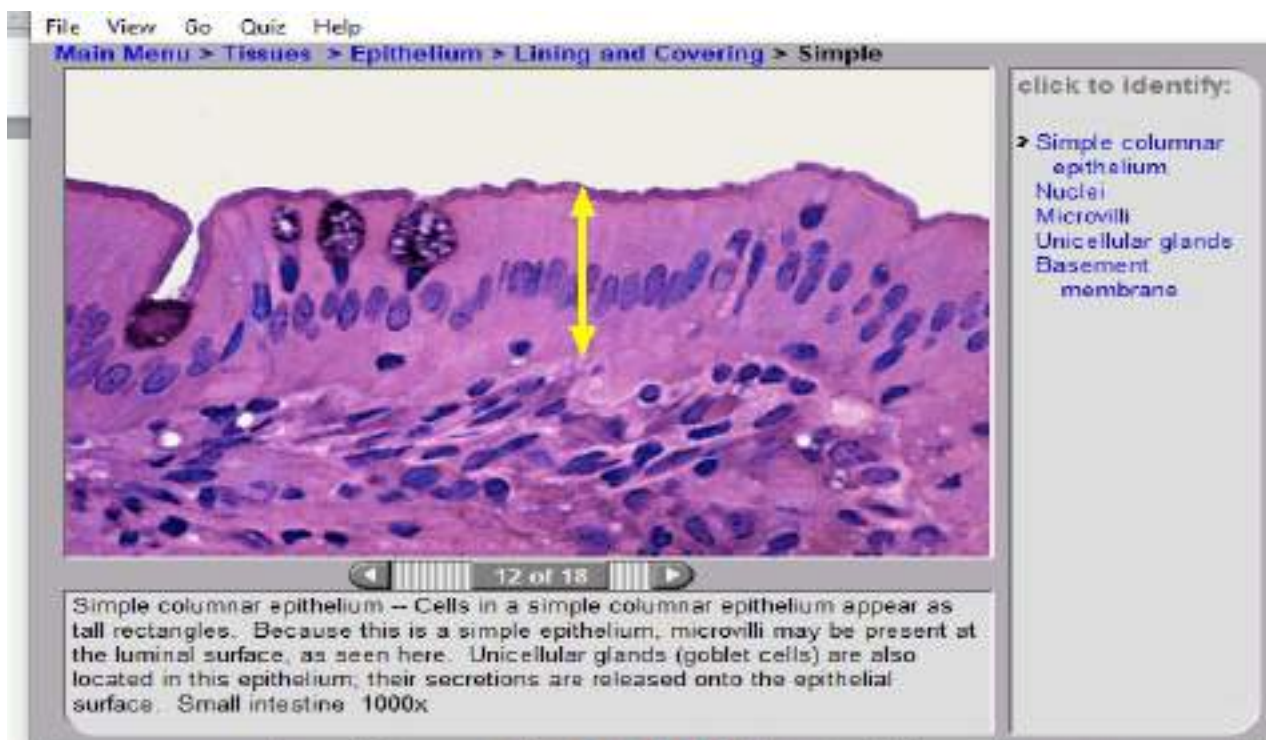 File View Go Quiz Help
Main Menu > Tissues > Epithelium > Lining and Covering > Simple
click to identify:
> Simple columnar
epithelium
Nuclei
Microvilli
Unicellular glands
Basement
membrane
12 of 18
Simple columnar epithelium -- Cells in a simple columnar epithelium appear as
tall rectangles. Because this is a simple epithelium, microvilli may be present at
the luminal surface, as seen here. Unicellular glands (goblet cells) are also
located in this epithelium; their secretions are released onto the epithelial
surface. Small intestine 1000x